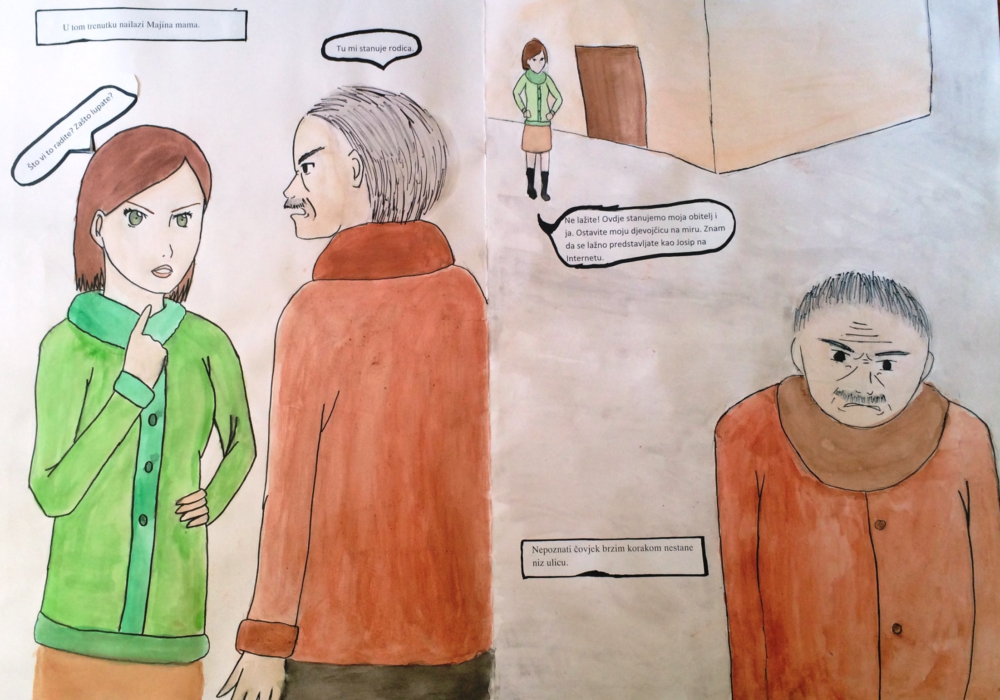 U tom trenutku nailazi Majina mama.
Što vi to radite? Zašto lupate?
Tu mi stanuje rodica.
Ne lažite! Ovdje stanujemo moja obitelj i
ja. Ostavite moju djevojčicu na miru. Znam
da se lažno predstavljate kao Josip na
Internetu.
Nepoznati čovjek brzim korakom nestane
niz ulicu.